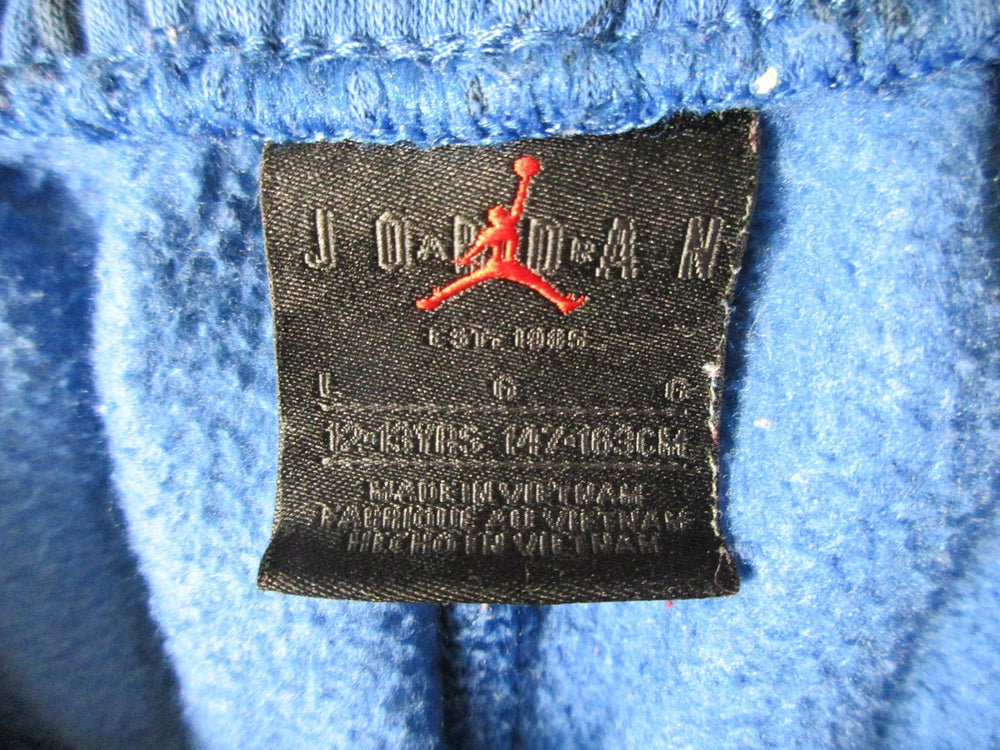 JORDAN
EST. 1985
L G G
12-13YRS 147-163CM
MADE IN VIETNAM
FABRIQUE AU VIETNAM
HECHO EN VIETNAM